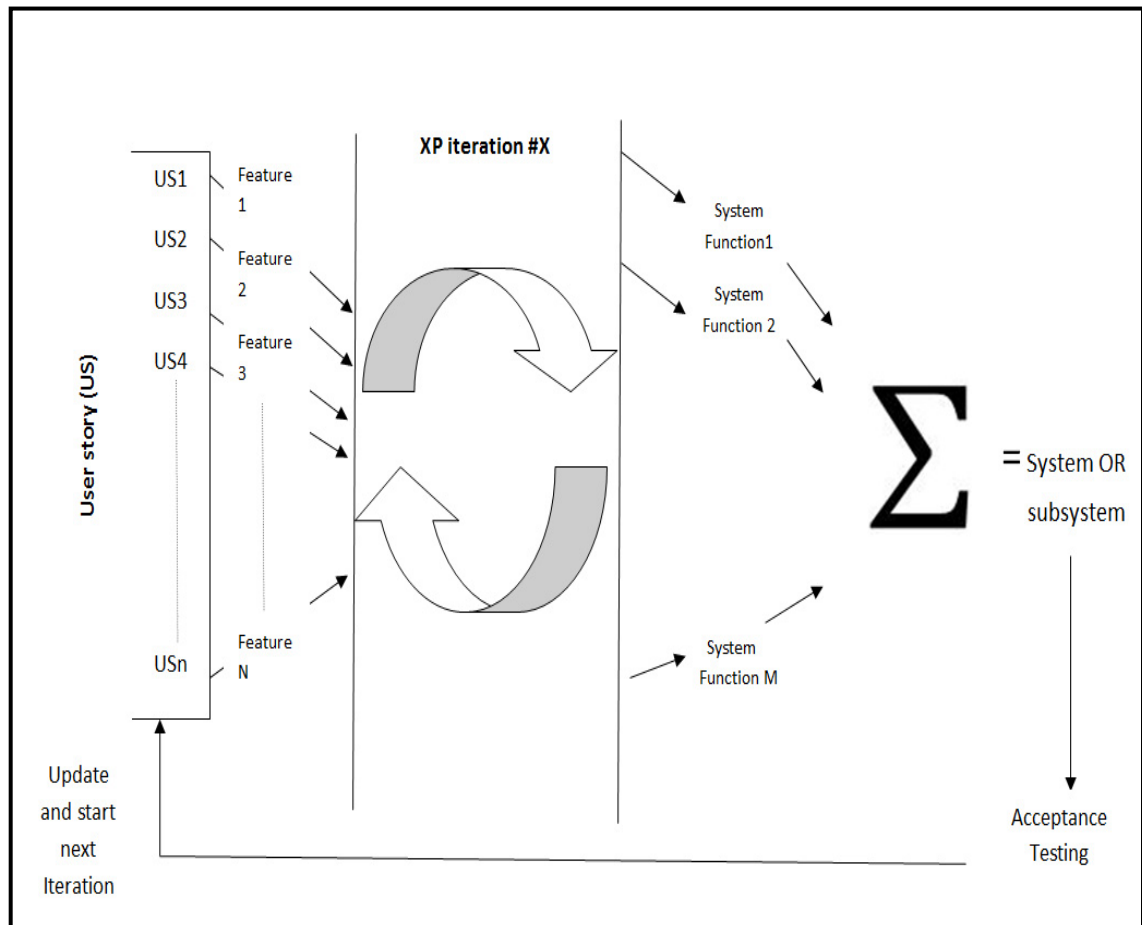 XP iteration #X
User story (US)
US1
US2
US3
US4
USn
Feature
1
Feature
2
Feature
3
Feature
N
System
Function1
System
Function 2
System
Function M
Σ
= System OR
subsystem
Acceptance
Testing
Update
and start
next
Iteration